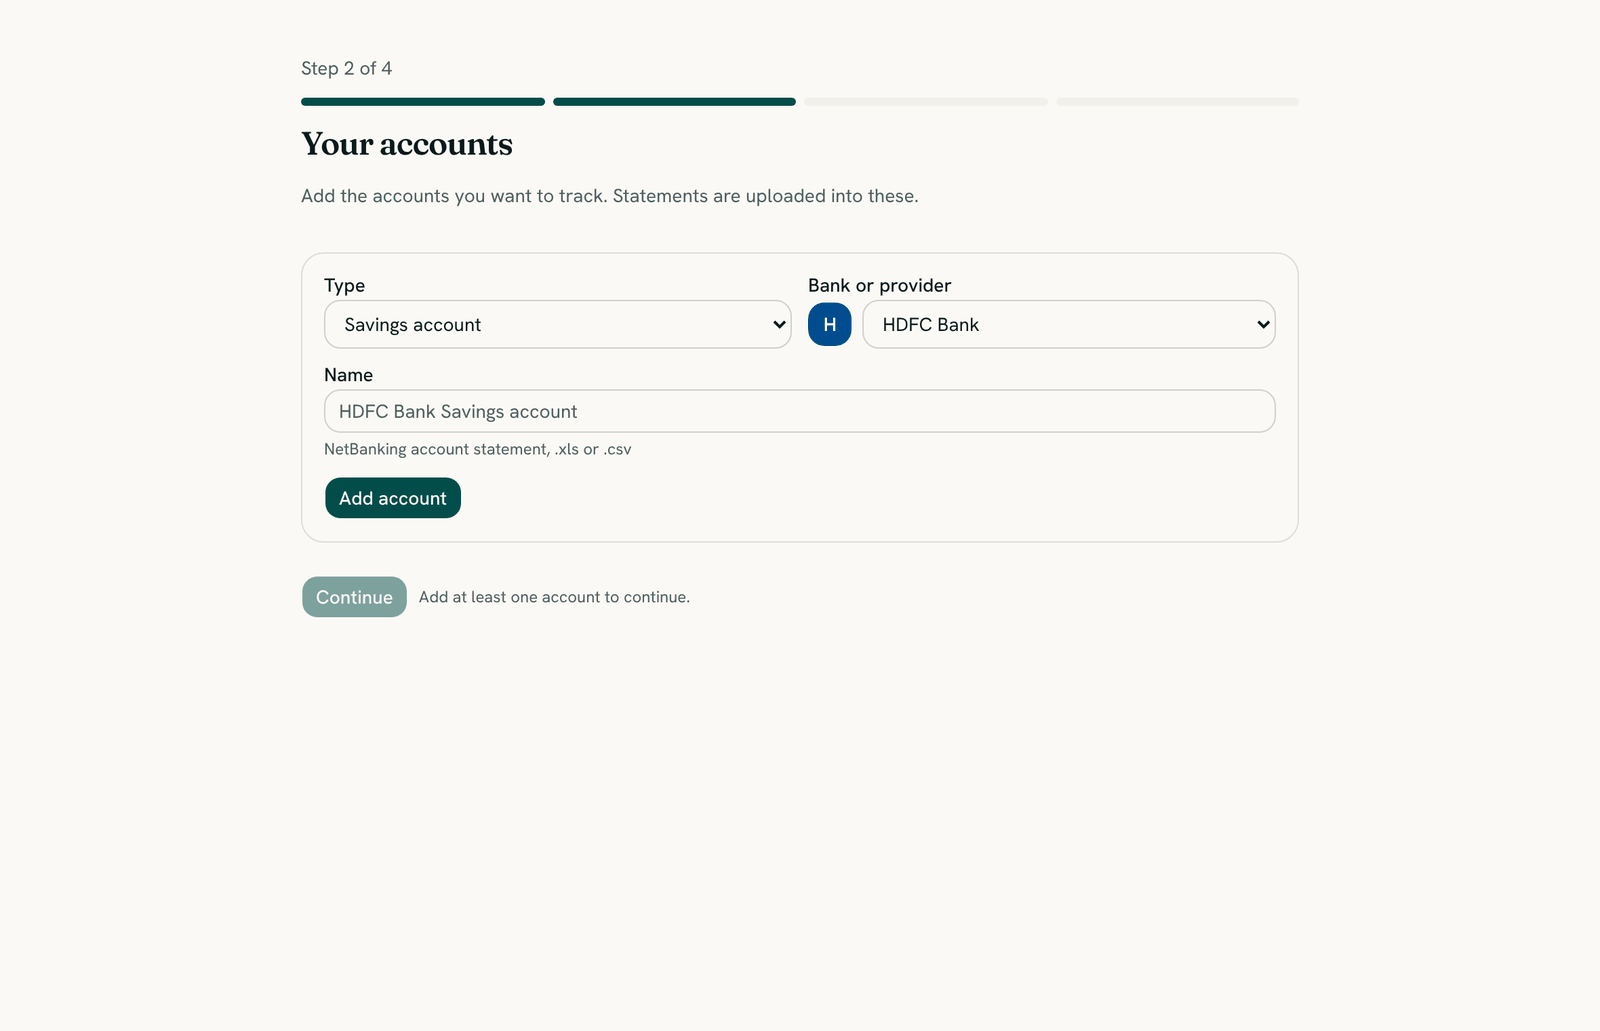 Step 2 of 4
Your accounts
Add the accounts you want to track. Statements are uploaded into these.
Type
Bank or provider
Savings account
H
HDFC Bank
Name
HDFC Bank Savings account
NetBanking account statement, .xls or .csv
Add account
Continue
Add at least one account to continue.